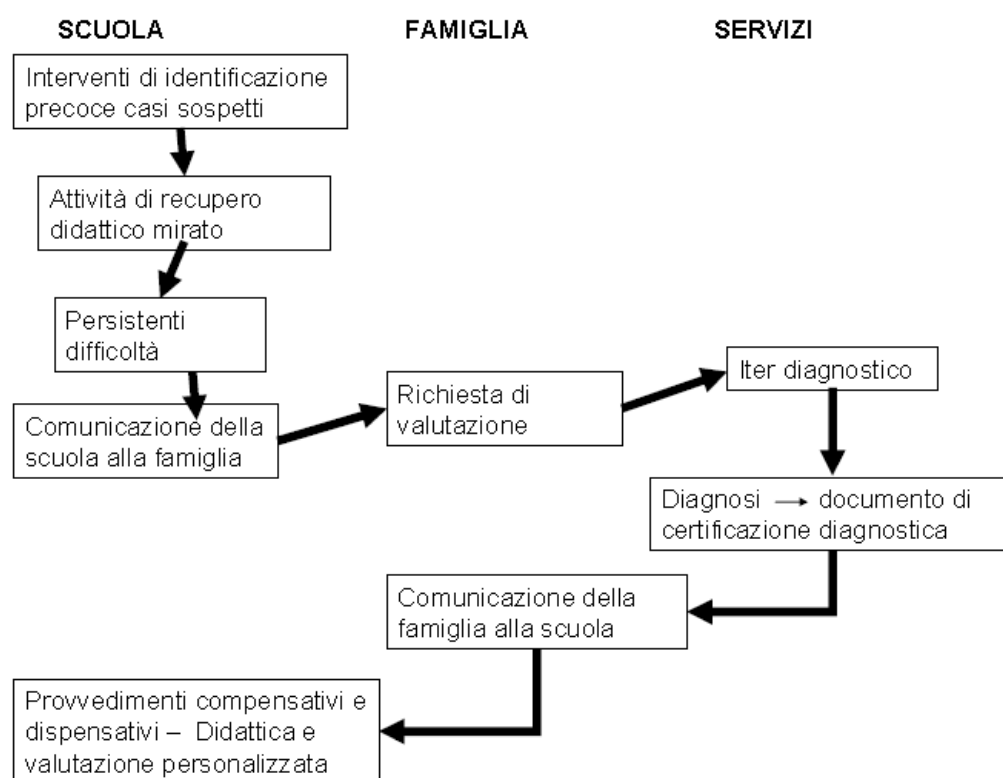 SCUOLA FAMIGLIA SERVIZI
Interventi di identificazione
precoce casi sospetti
Attività di recupero
didattico mirato
Persistenti
difficoltà
Comunicazione della
scuola alla famiglia
Richiesta di
valutazione
Iter diagnostico
Diagnosi → documento di
certificazione diagnostica
Comunicazione della
famiglia alla scuola
Provvedimenti compensativi e
dispensativi – Didattica e
valutazione personalizzata